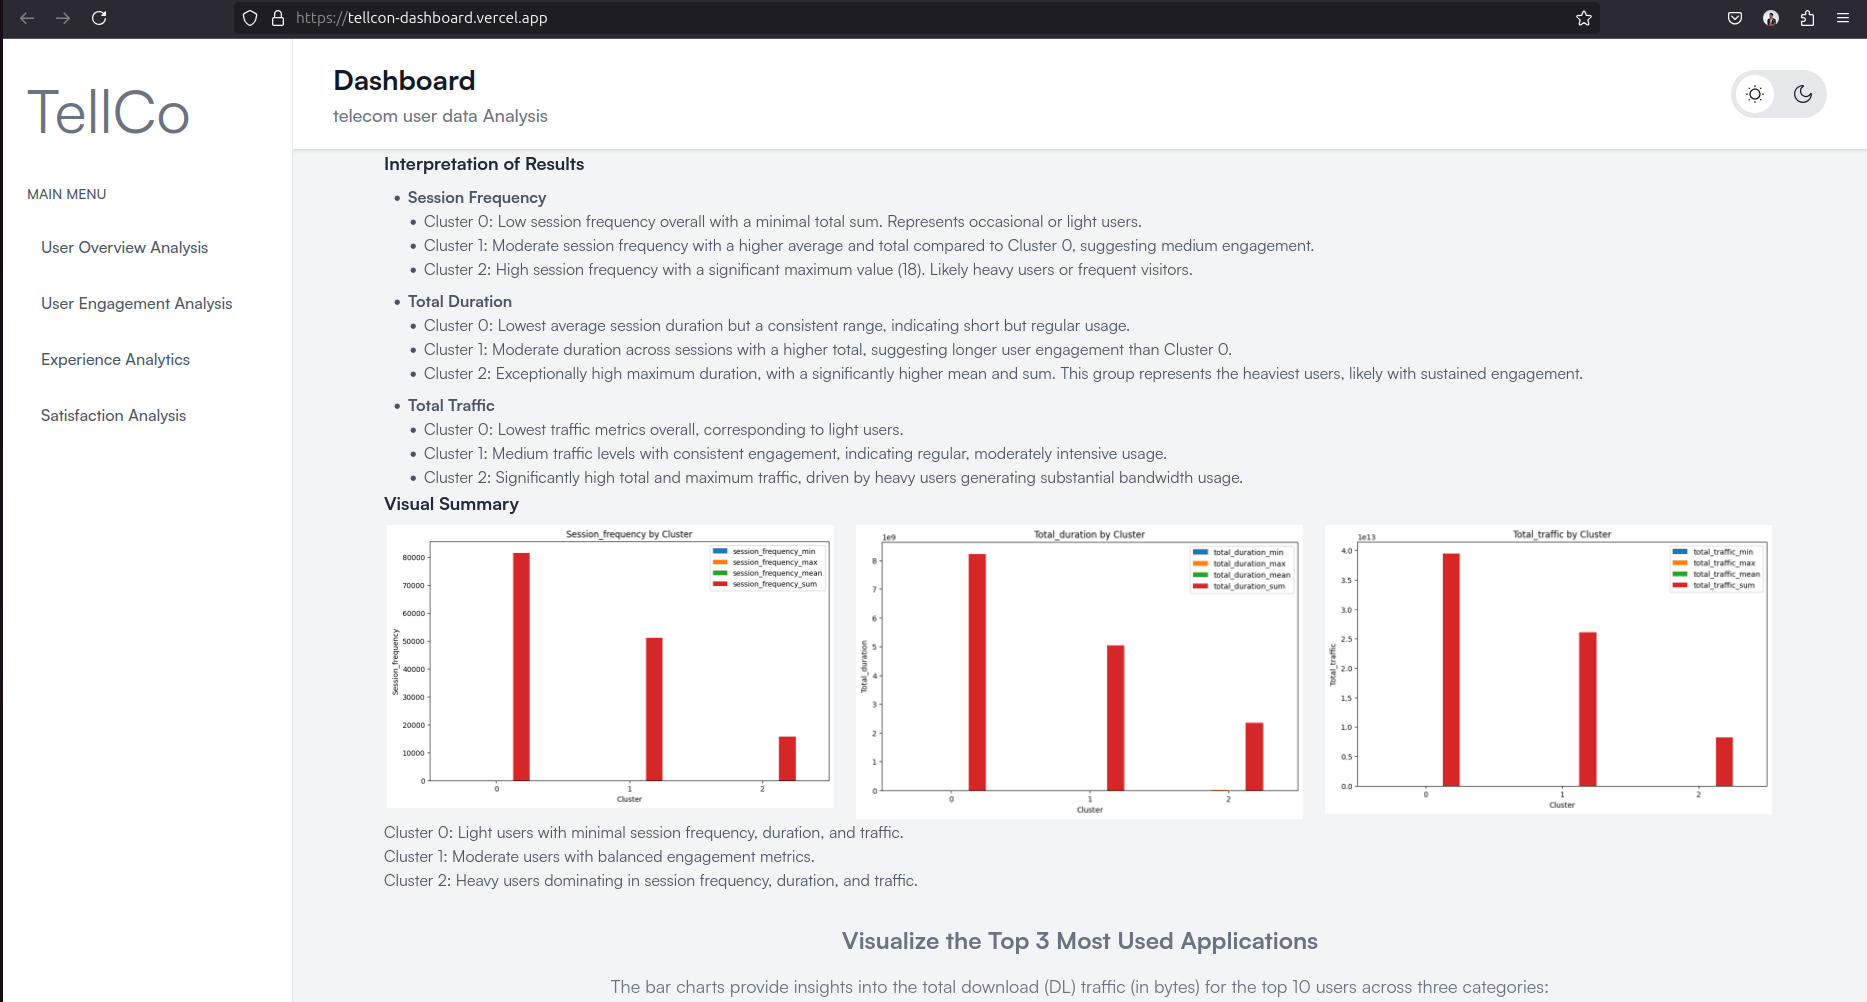 https://tellcon-dashboard.vercel.app
TellCo
MAIN MENU
User Overview Analysis
User Engagement Analysis
Experience Analytics
Satisfaction Analysis
Dashboard
telecom user data Analysis
Interpretation of Results
• Session Frequency
• Cluster 0: Low session frequency overall with a minimal total sum. Represents occasional or light users.
• Cluster 1: Moderate session frequency with a higher average and total compared to Cluster 0, suggesting medium engagement.
• Cluster 2: High session frequency with a significant maximum value (18). Likely heavy users or frequent visitors.
• Total Duration
• Cluster 0: Lowest average session duration but a consistent range, indicating short but regular usage.
• Cluster 1: Moderate duration across sessions with a higher total, suggesting longer user engagement than Cluster 0.
• Cluster 2: Exceptionally high maximum duration, with a significantly higher mean and sum. This group represents the heaviest users, likely with sustained engagement.
• Total Traffic
• Cluster 0: Lowest traffic metrics overall, corresponding to light users.
• Cluster 1: Medium traffic levels with consistent engagement, indicating regular, moderately intensive usage.
• Cluster 2: Significantly high total and maximum traffic, driven by heavy users generating substantial bandwidth usage.
Visual Summary
Session_frequency by Cluster
session_frequency_min
session_frequency_max
session_frequency_mean
session_frequency_sum
Session_frequency
80000
70000
60000
50000
40000
30000
20000
10000
0
0 1 2
Cluster
Total_duration by Cluster
1e9
total_duration_min
total_duration_max
total_duration_mean
total_duration_sum
Total_duration
8
7
6
5
4
3
2
1
0
0 1 2
Cluster
Total_traffic by Cluster
1e13
total_traffic_min
total_traffic_max
total_traffic_mean
total_traffic_sum
Total_traffic
4.0
3.5
3.0
2.5
2.0
1.5
1.0
0.5
0.0
0 1 2
Cluster
Cluster 0: Light users with minimal session frequency, duration, and traffic.
Cluster 1: Moderate users with balanced engagement metrics.
Cluster 2: Heavy users dominating in session frequency, duration, and traffic.
Visualize the Top 3 Most Used Applications
The bar charts provide insights into the total download (DL) traffic (in bytes) for the top 10 users across three categories: